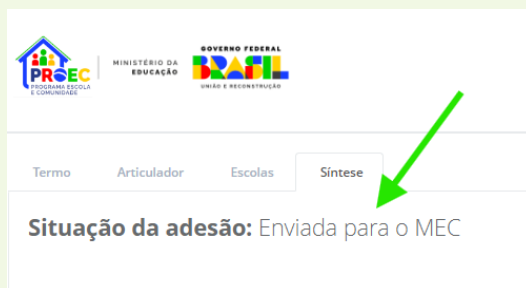 PROEC
PROGRAMA ESCOLA
E COMUNIDADE
MINISTÉRIO DA
EDUCAÇÃO
GOVERNO FEDERAL
BRASIL
UNIÃO E RECONSTRUÇÃO
Termo Articulador Escolas Síntese
Situação da adesão: Enviada para o MEC